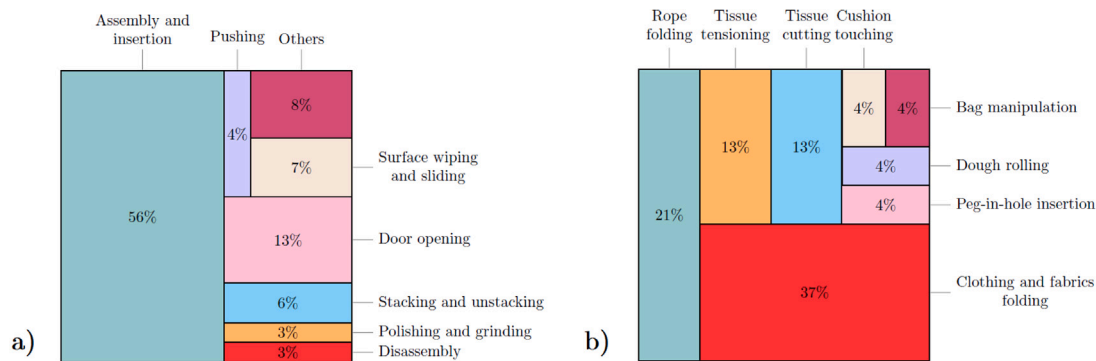 Assembly and
insertion
Pushing
Others
8%
4%
7%
Surface wiping
and sliding
56%
13%
Door opening
6%
Stacking and unstacking
3%
Polishing and grinding
3%
Disassembly
a)
Rope
folding
Tissue
tensioning
Tissue
cutting
Cushion
touching
4%
4%
Bag manipulation
13%
13%
4%
Dough rolling
4%
Peg-in-hole insertion
21%
37%
Clothing and fabrics
folding
b)